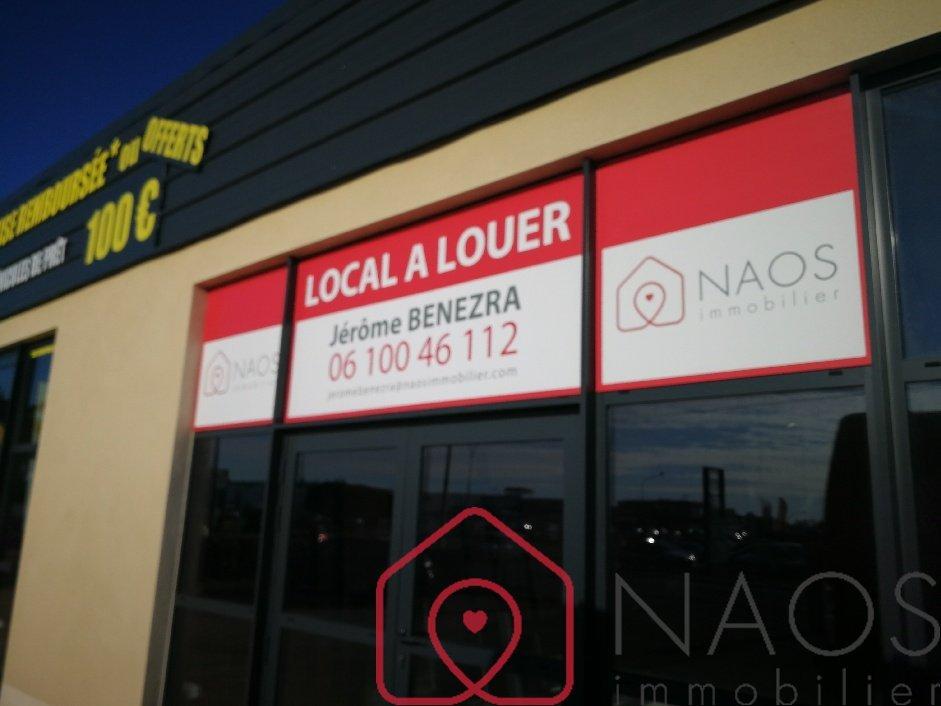 REMBOURSÉE* ou OFFERTS
100 €
LOCAL A LOUER
Jérôme BENEZRA
06 100 46 112
jeromebenezra@naosimmobilier.com
NAOS
immobilier
NAOS
immobilier
NAOS
immobilier